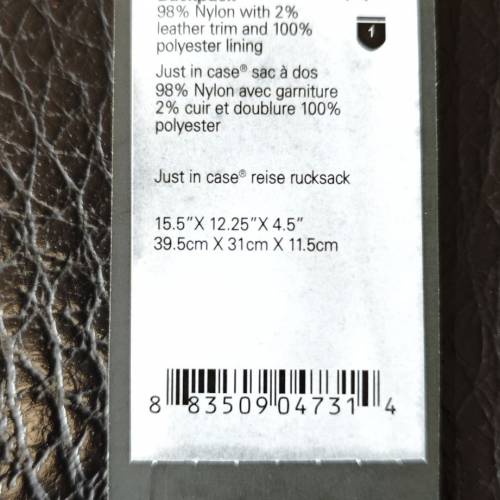 98% Nylon with 2%
leather trim and 100%
polyester lining
1
Just in case® sac à dos
98% Nylon avec garniture
2% cuir et doublure 100%
polyester
Just in case® reise rucksack
15.5"X 12.25"X 4.5"
39.5cm X 31cm X 11.5cm
8 83509 04731 4